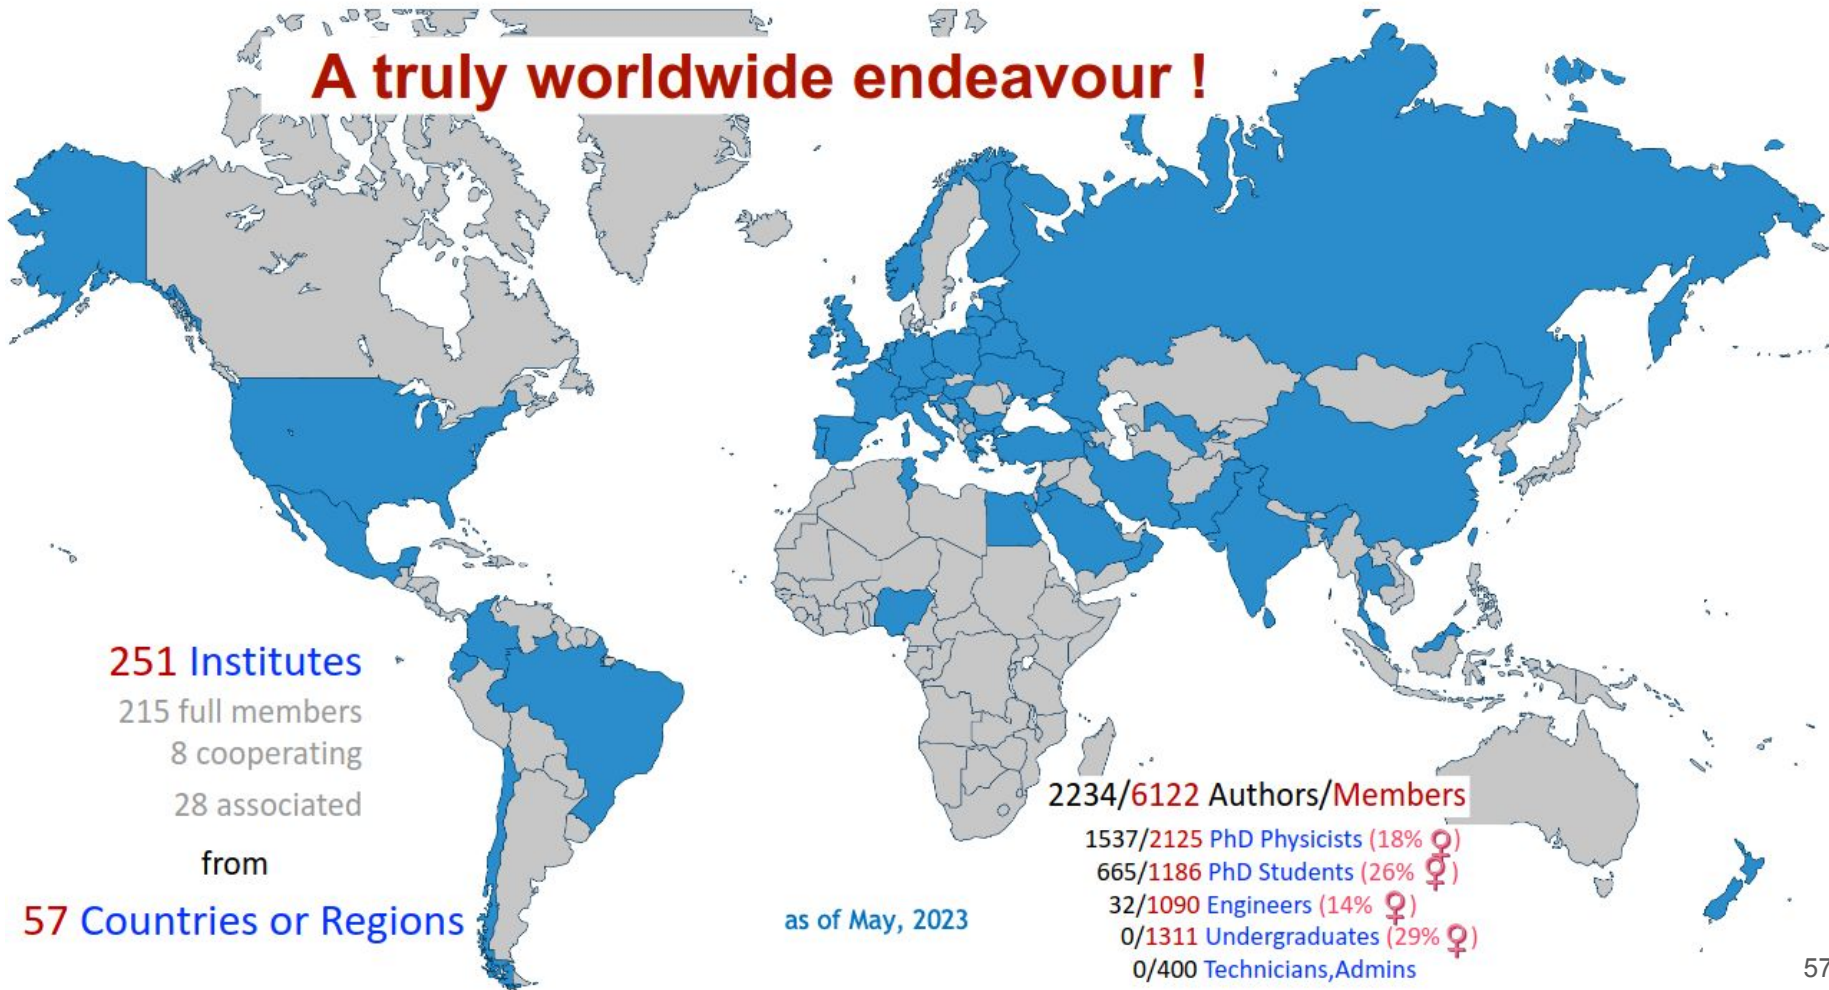 A truly worldwide endeavour !
251 Institutes
215 full members
8 cooperating
28 associated
from
57 Countries or Regions
as of May, 2023
2234/6122 Authors/Members
1537/2125 PhD Physicists (18% ♀)
665/1186 PhD Students (26% ♀)
32/1090 Engineers (14% ♀)
0/1311 Undergraduates (29% ♀)
0/400 Technicians,Admins
57